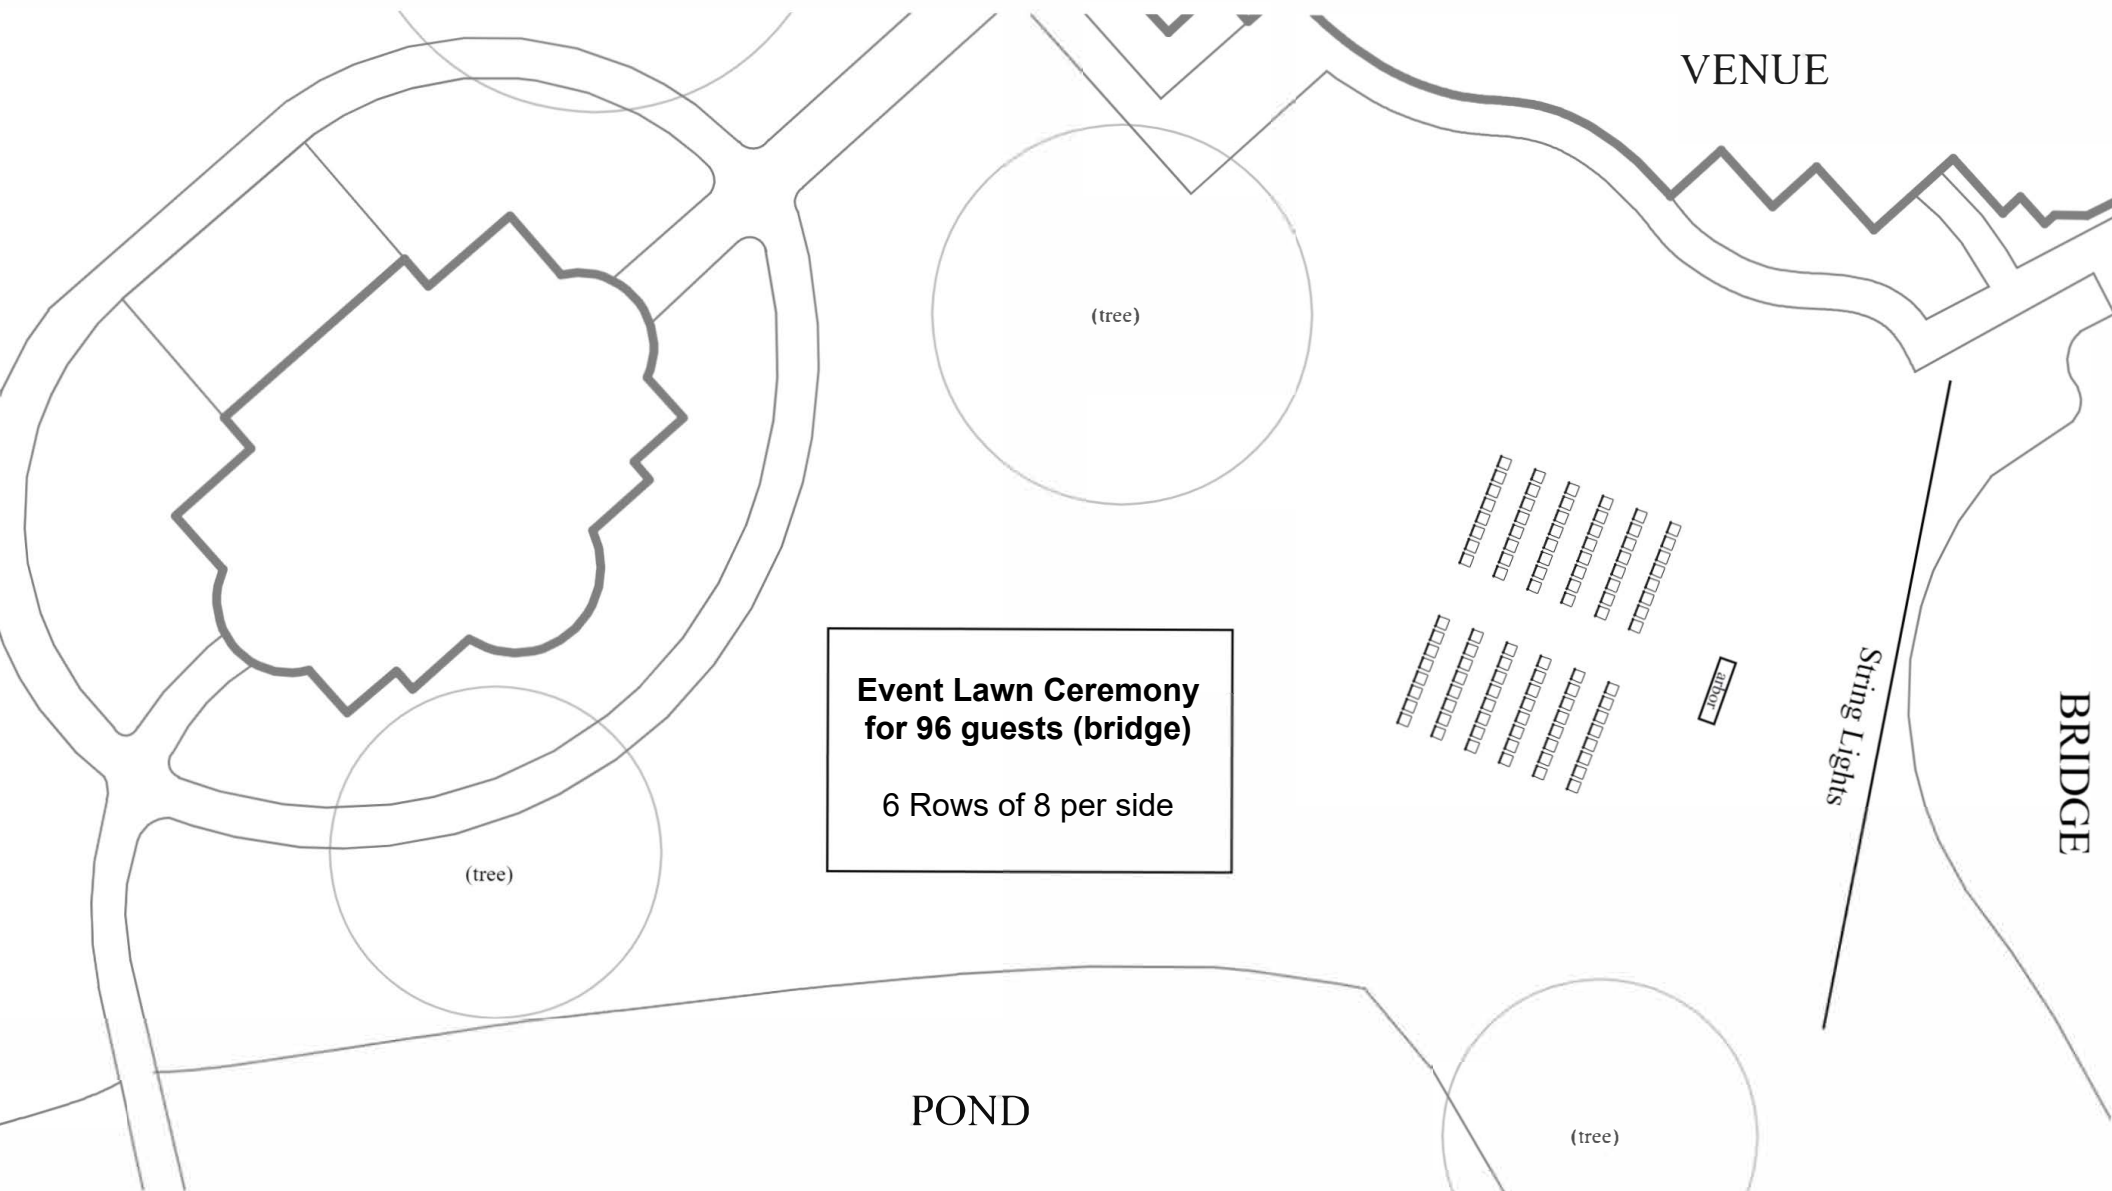 VENUE
(tree)
Event Lawn Ceremony
for 96 guests (bridge)
6 Rows of 8 per side
arbor
String Lights
BRIDGE
(tree)
POND
(tree)